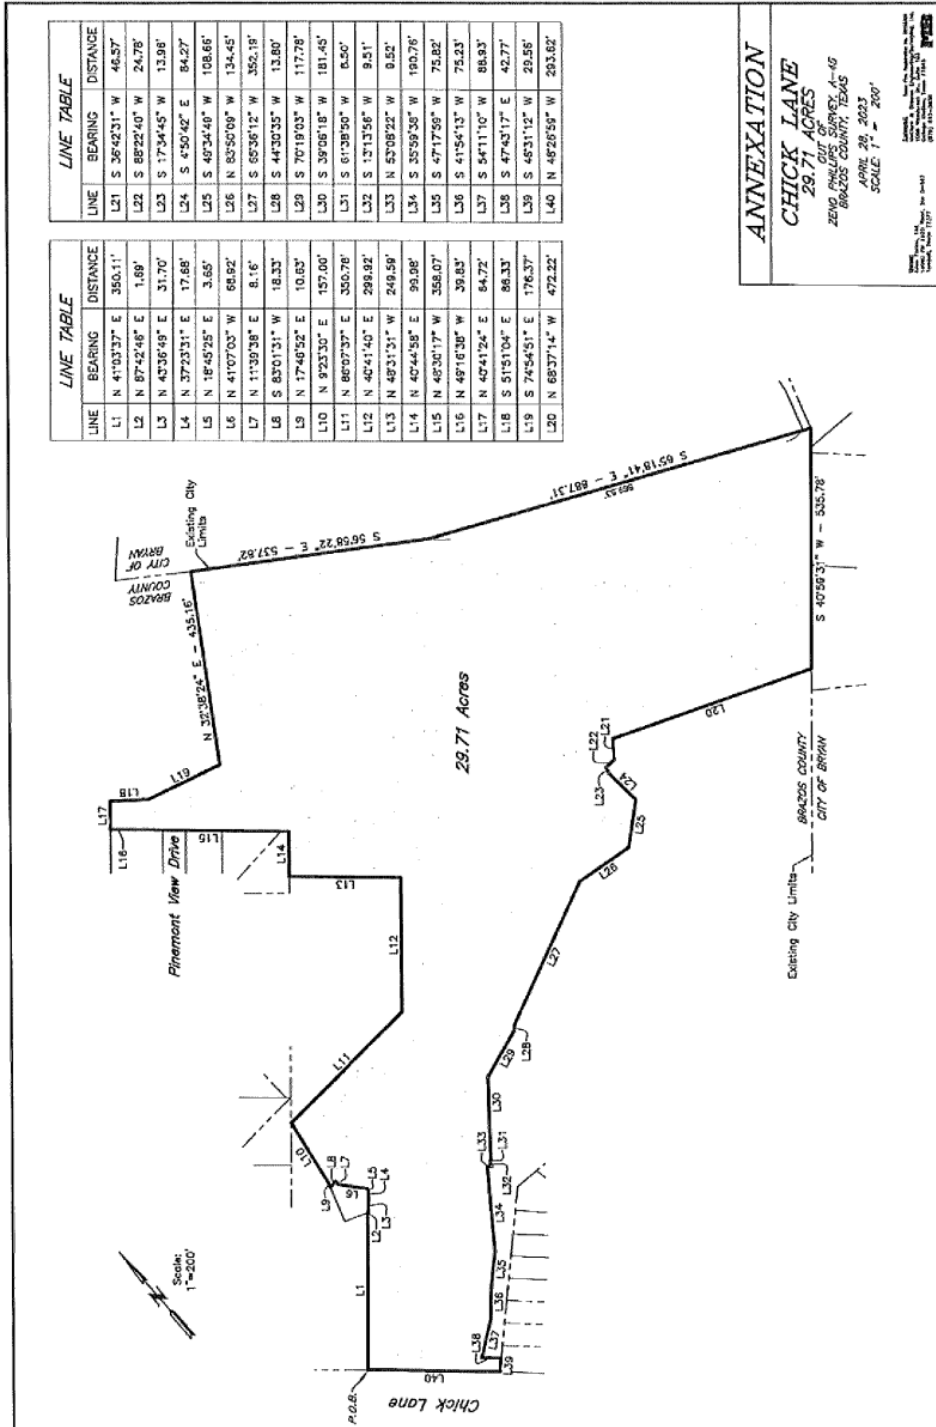 LINE TABLE
LINE BEARING DISTANCE
L1 N 41°03'37" E 350.11'
L2 N 87°42'46" E 1.69'
L3 N 43°36'49" E 31.70'
L4 N 37°23'31" E 17.68'
L5 N 18°45'25" E 3.65'
L6 N 41°07'03" W 68.92'
L7 N 11°39'38" E 8.16'
L8 S 83°01'31" W 18.33'
L9 N 17°46'52" E 10.63'
L10 N 9°23'30" E 157.00'
L11 N 86°07'37" E 350.78'
L12 N 40°41'40" E 299.92'
L13 N 48°31'31" W 249.59'
L14 N 40°44'58" E 99.98'
L15 N 48°30'17" W 358.07'
L16 N 49°16'38" W 39.83'
L17 N 40°41'24" E 64.72'
L18 S 51°51'04" E 86.33'
L19 S 74°54'51" E 176.37'
L20 N 68°37'14" W 472.22'
LINE TABLE
LINE BEARING DISTANCE
L21 S 36°42'31" W 46.57'
L22 S 88°22'40" W 24.78'
L23 S 17°34'45" W 13.96'
L24 S 4°50'42" E 84.27'
L25 S 49°34'46" W 108.66'
L26 N 83°50'09" W 134.45'
L27 S 65°36'12" W 352.19'
L28 S 44°30'35" W 13.80'
L29 S 70°19'03" W 117.78'
L30 S 39°06'18" W 181.45'
L31 S 61°38'50" W 6.50'
L32 S 13°13'56" W 9.51'
L33 N 53°08'22" W 9.52'
L34 S 35°59'36" W 190.76'
L35 S 47°17'59" W 75.82'
L36 S 41°54'13" W 75.23'
L37 S 54°11'10" W 88.93'
L38 S 47°43'17" E 42.77'
L39 S 46°31'12" W 29.56'
L40 N 48°26'59" W 293.62'
Scale:
1"=200'
N
P.O.B.
Chick Lane
L40
L1
L2
L3
L4
L5
L6
L7
L8
L9
L10
L11
L12
L13
L14
L15
L16
L17
L18
L19
Pinemont View Drive
N 32°38'24" E - 435.16'
BRAZOS COUNTY
CITY OF BRYAN
Existing City
Limits
S 56°58'22" E - 537.82'
S 65°18'41" E - 887.31'
S 40°59'31" W - 535.78'
29.71 Acres
L20
L21
L22
L23
L24
L25
L26
L27
L28
L29
L30
L31
L32
L33
L34
L35
L36
L37
L38
L39
Existing City Limits
BRAZOS COUNTY
CITY OF BRYAN
ANNEXATION
CHICK LANE
29.71 ACRES
OUT OF
ZENO PHILLIPS SURVEY, A-45
BRAZOS COUNTY, TEXAS
APRIL 28, 2023
SCALE: 1" = 200'